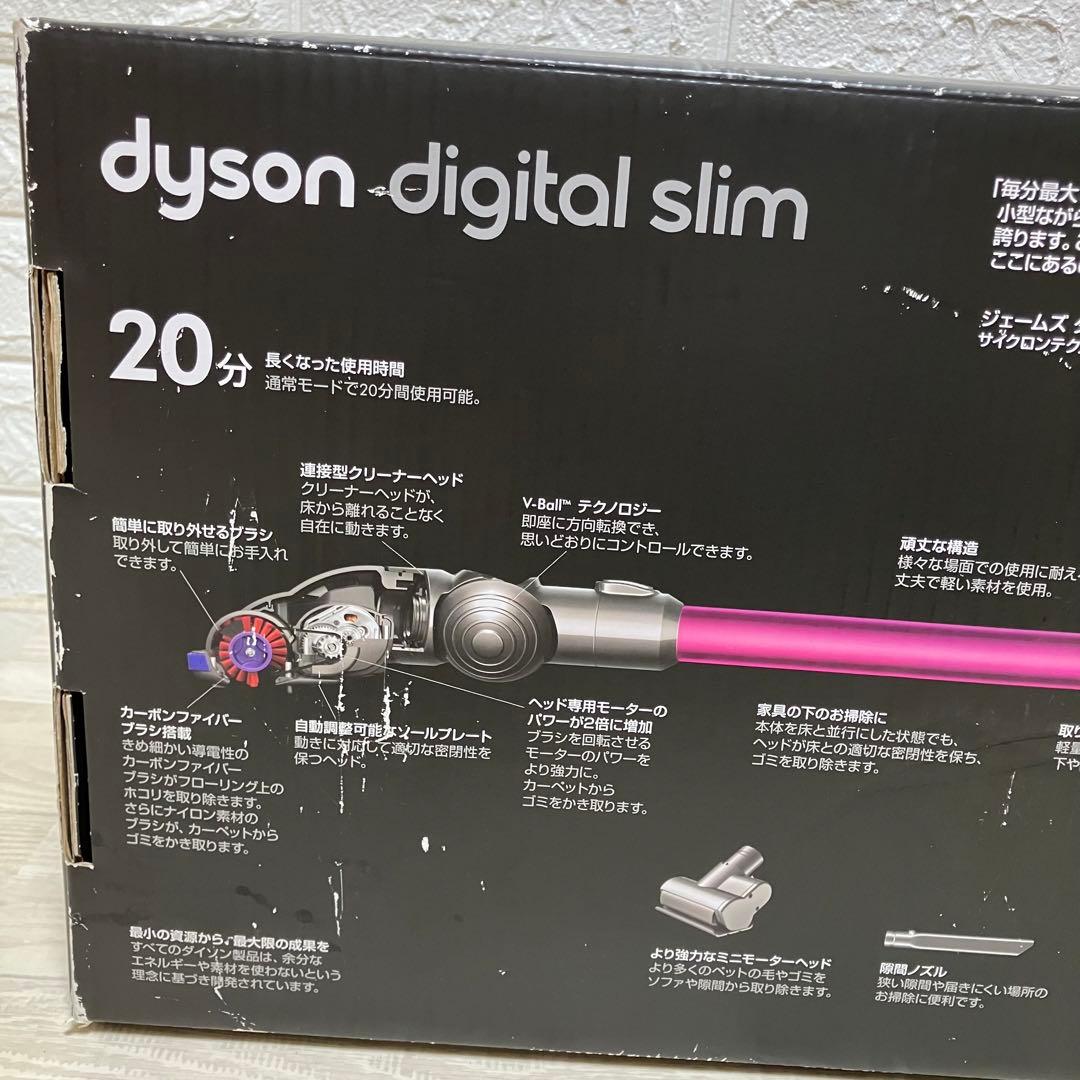 dyson digital slim
「毎分最大
小型ながら
誇ります。
ここにある
ジェームズ
サイクロンテク
20分
長くなった使用時間
通常モードで20分間使用可能。
連接型クリーナーヘッド
クリーナーヘッドが、
床から離れることなく
自在に動きます。
V-Ball™ テクノロジー
即座に方向転換でき、
思いどおりにコントロールできます。
簡単に取り外せるブラシ
取り外して簡単にお手入れ
できます。
頑丈な構造
様々な場面での使用に耐え
丈夫で軽い素材を使用。
カーボンファイバー
ブラシ搭載
きめ細かい導電性の
カーボンファイバー
ブラシがフローリング上の
ホコリを取り除きます。
さらにナイロン素材の
ブラシが、カーペットから
ゴミをかき取ります。
自動調整可能なソールプレート
動きに対応して適切な密閉性を
保つヘッド。
ヘッド専用モーターの
パワーが2倍に増加
ブラシを回転させる
モーターのパワーを
より強力に。
カーペットから
ゴミをかき取ります。
家具の下のお掃除に
本体を床と並行にした状態でも、
ヘッドが床との適切な密閉性を保ち、
ゴミを取り除きます。
取り
軽量
下や
最小の資源から、最大限の成果を
すべてのダイソン製品は、余分な
エネルギーや素材を使わないという
理念に基づき開発されています。
より強力なミニモーターヘッド
より多くのペットの毛やゴミを
ソファや隙間から取り除きます。
隙間ノズル
狭い隙間や届きにくい場所の
お掃除に便利です。